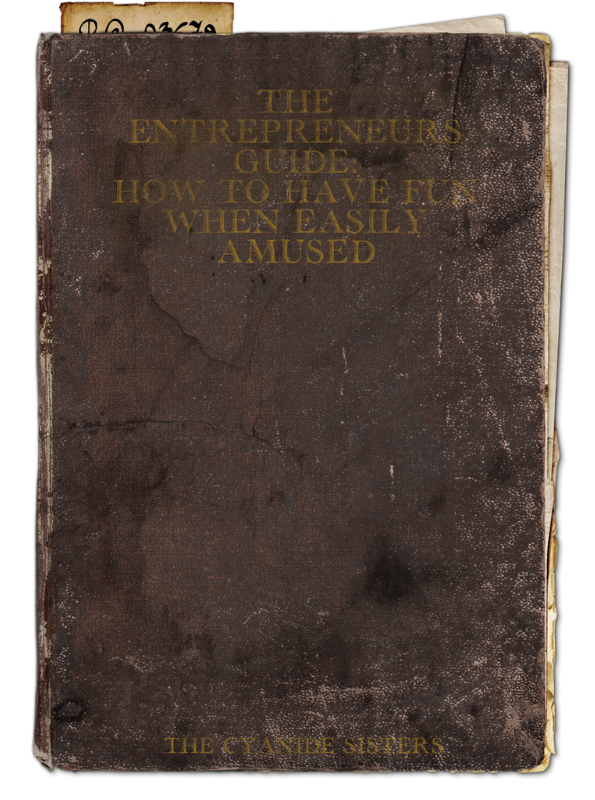 THE
ENTREPRENEURS
GUIDE:
HOW TO HAVE FUN
WHEN EASILY
AMUSED
THE CYANIDE SISTERS